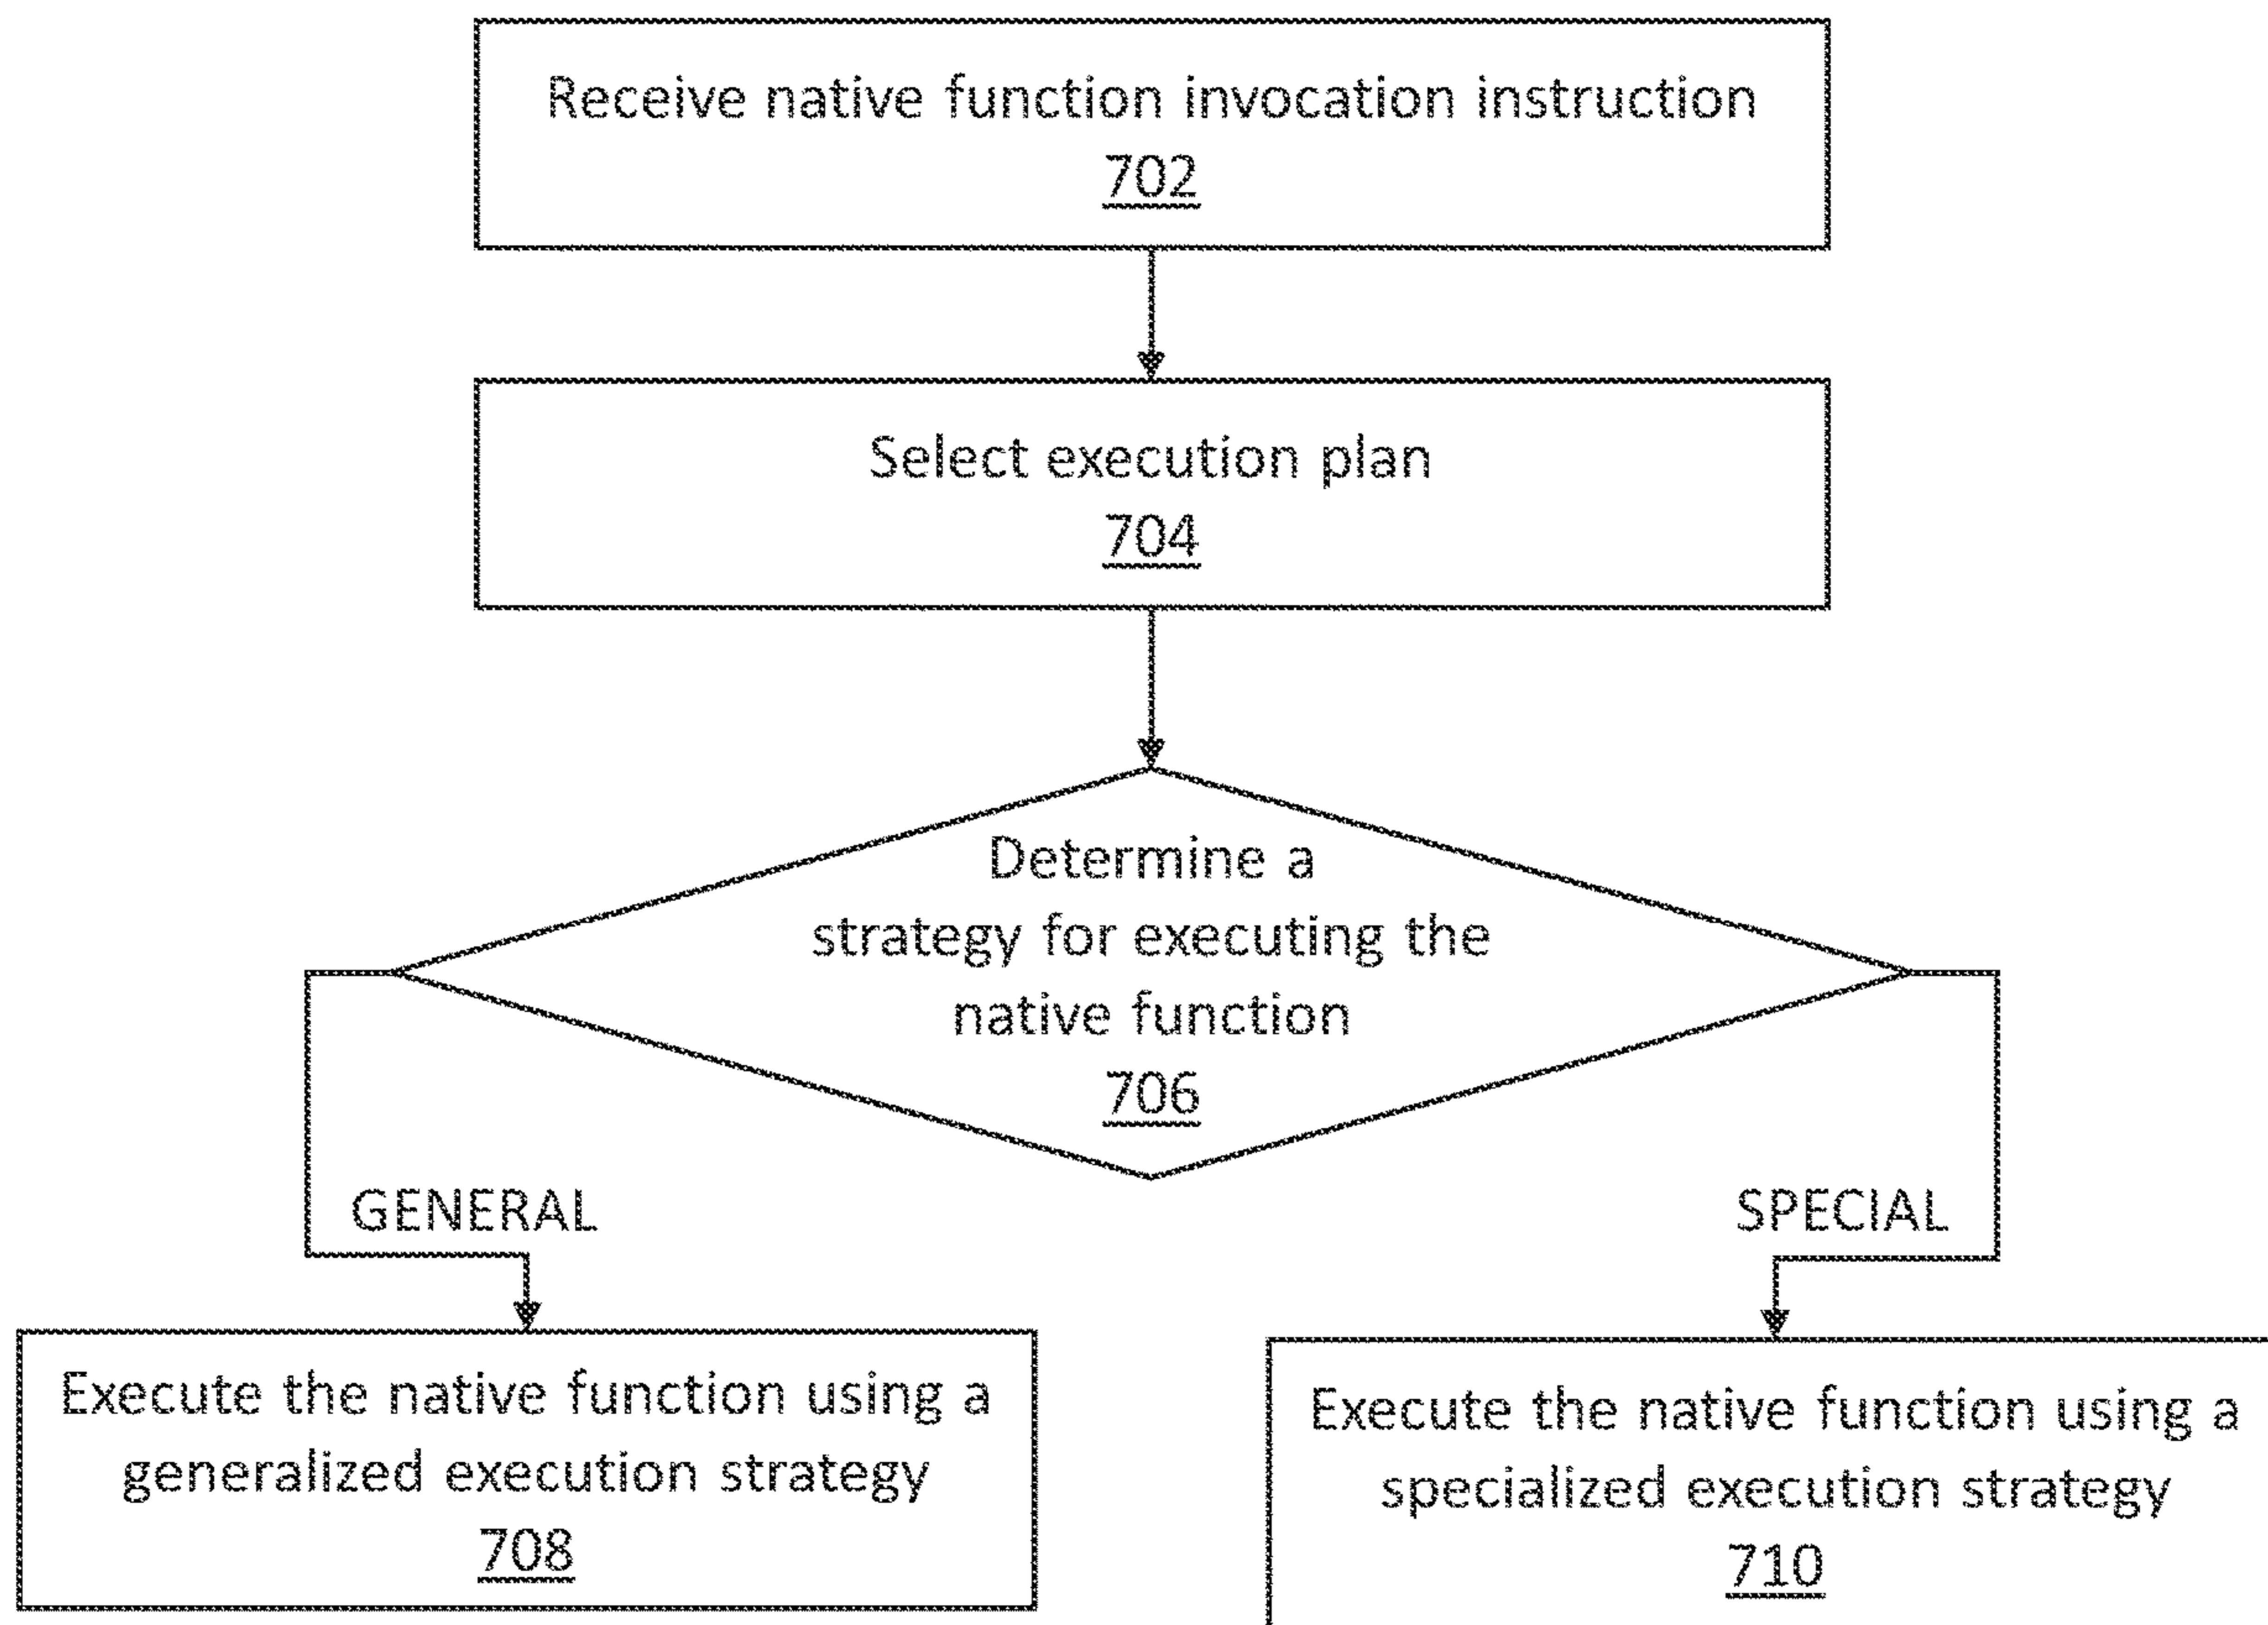 Receive native function invocation instruction
702
Select execution plan
704
Determine a
strategy for executing the
native function
706
GENERAL
SPECIAL
Execute the native function using a
generalized execution strategy
708
Execute the native function using a
specialized execution strategy
710